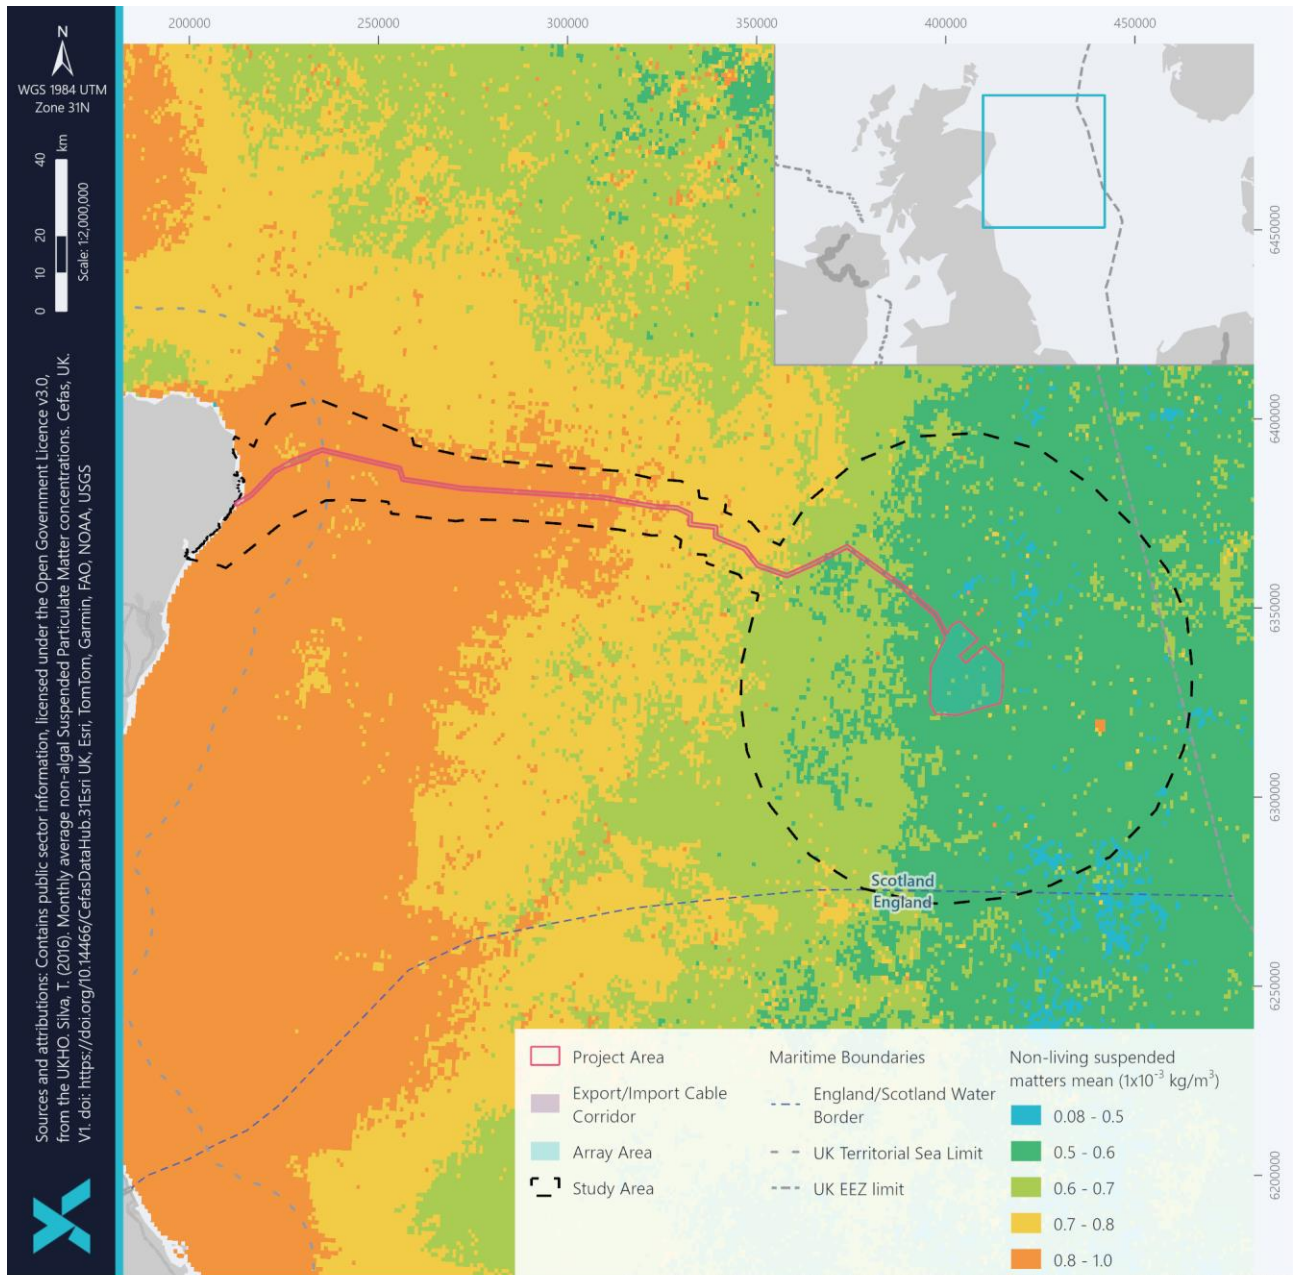 200000 250000 300000 350000 400000 450000
N
WGS 1984 UTM
Zone 31N
0 10 20 40 km
Scale: 1:2,000,000
Sources and attributions: Contains public sector information, licensed under the Open Government Licence v3.0,
from the UKHO. Silva, T. (2016). Monthly average non-algal Suspended Particulate Matter concentrations. Cefas, UK.
V1. doi: https://doi.org/10.14466/CefasDataHub.31Esri UK, Esri, TomTom, Garmin, FAO, NOAA, USGS
6450000
6400000
6350000
6300000
6250000
6200000
Scotland
England
Project Area
Export/Import Cable
Corridor
Array Area
Study Area
Maritime Boundaries
England/Scotland Water
Border
UK Territorial Sea Limit
UK EEZ limit
Non-living suspended
matters mean (1x10⁻³ kg/m³)
0.08 - 0.5
0.5 - 0.6
0.6 - 0.7
0.7 - 0.8
0.8 - 1.0